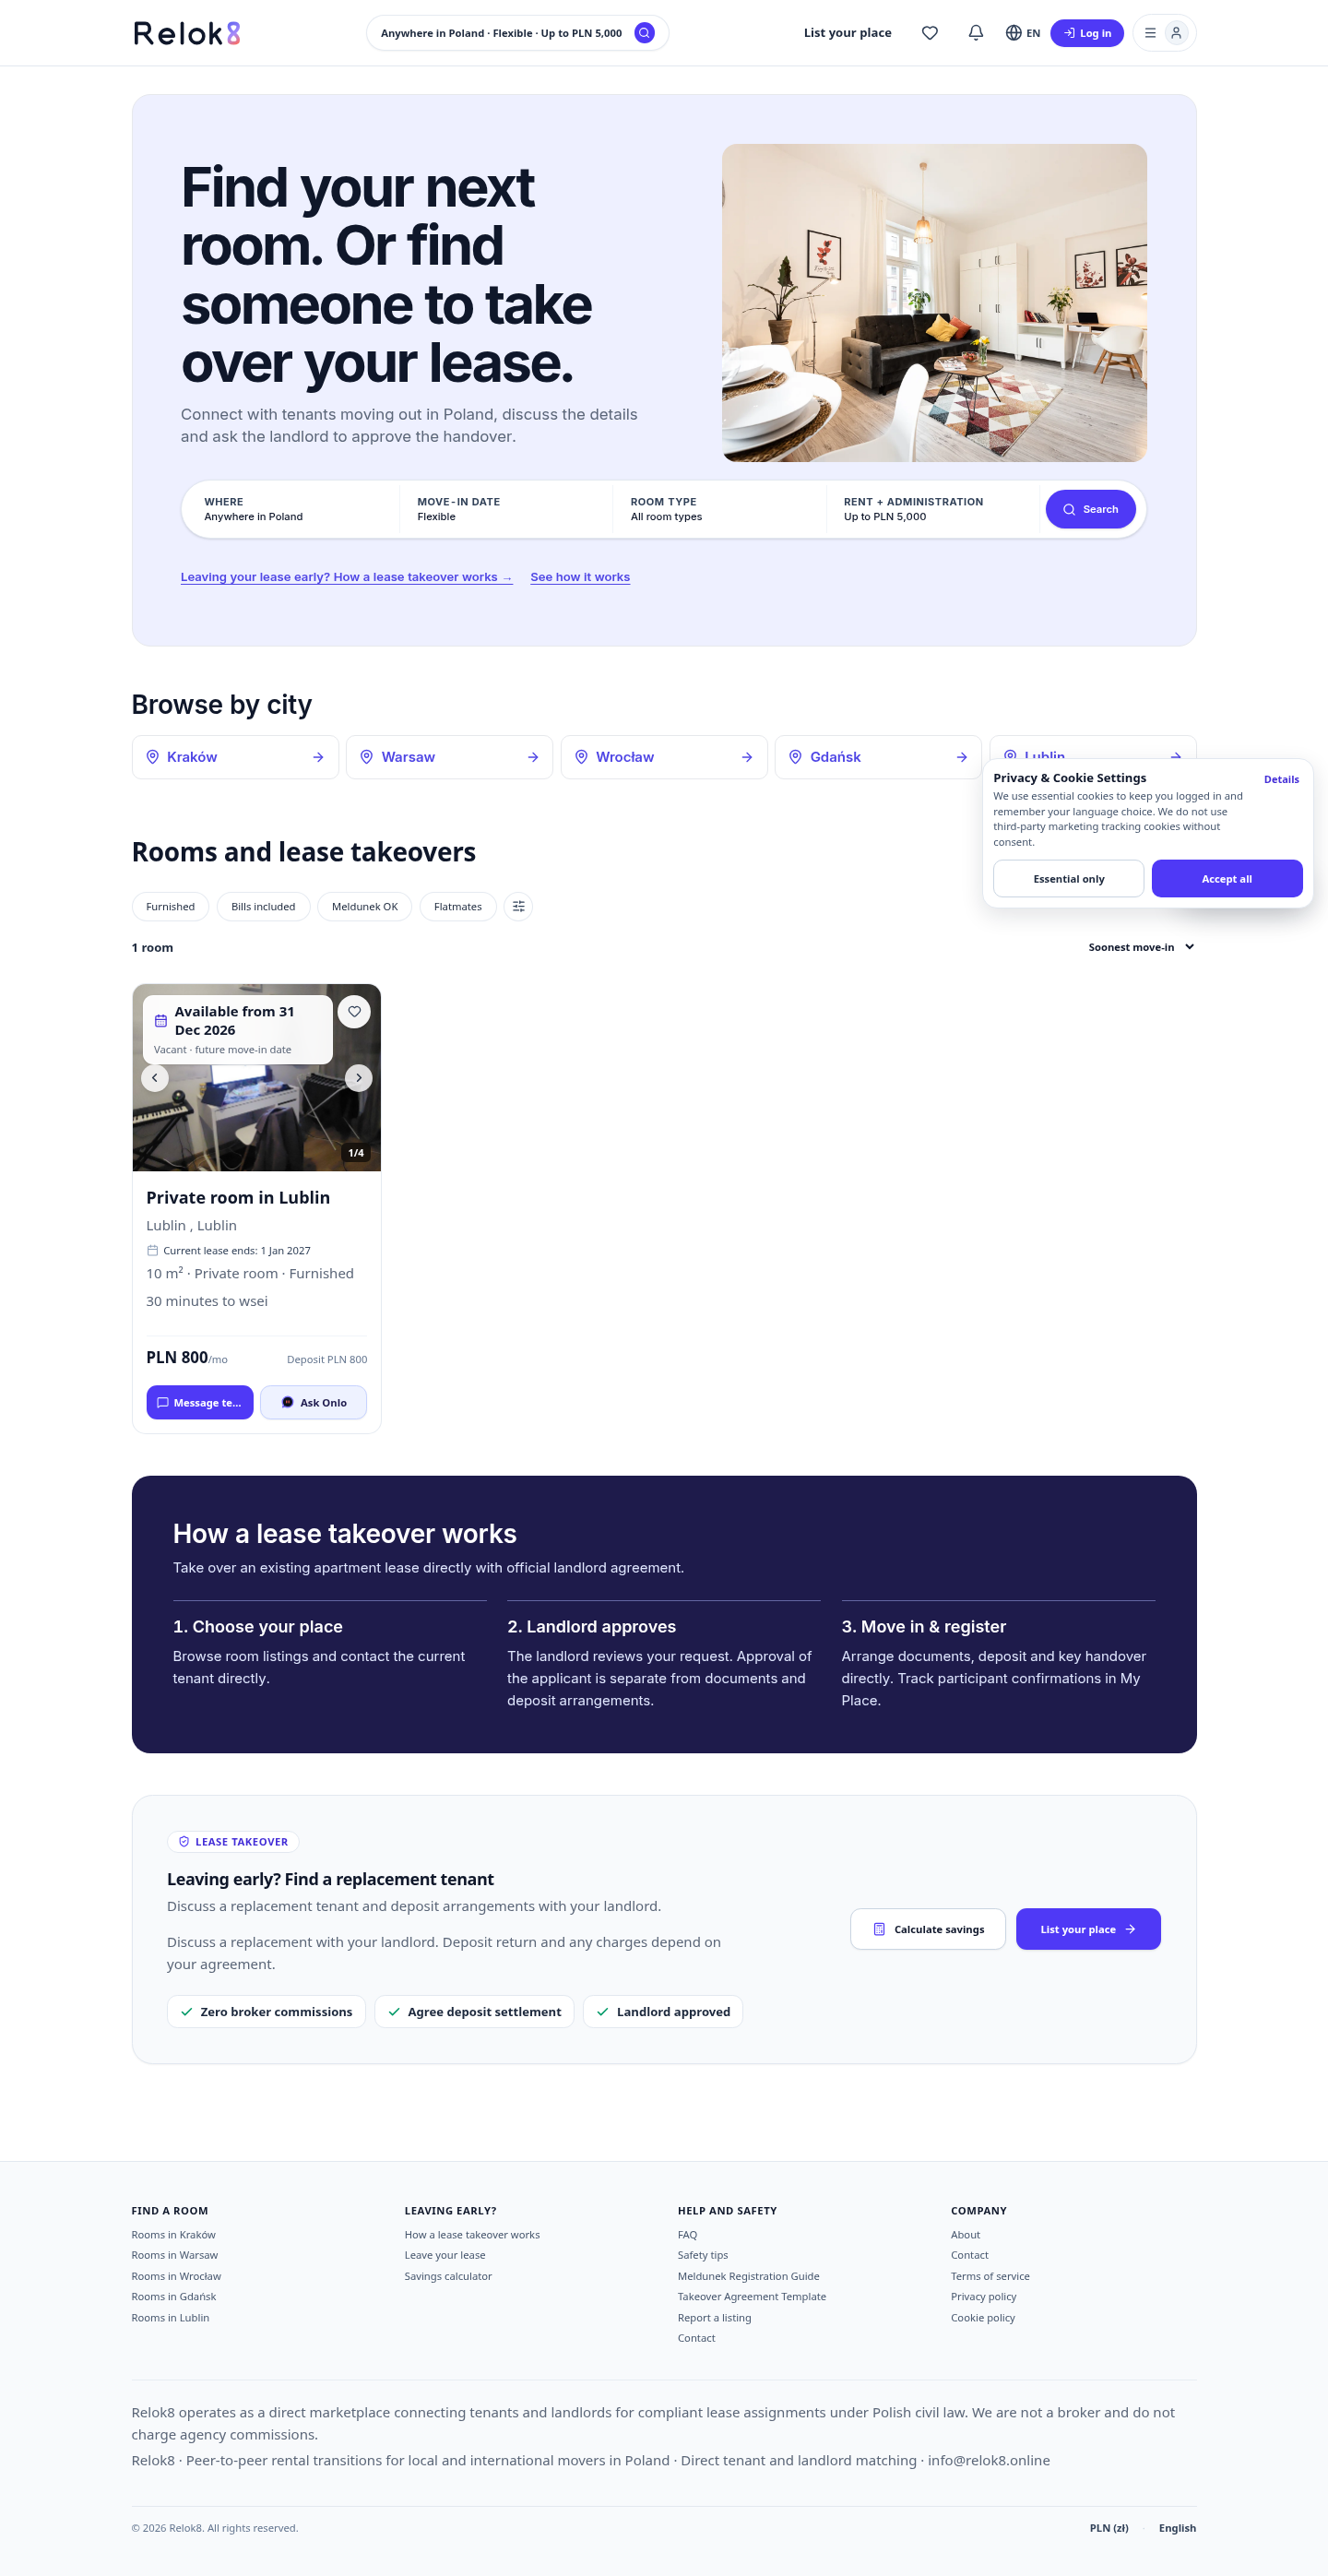 Relok8
Anywhere in Poland · Flexible · Up to PLN 5,000
List your place
EN
Log in
Find your next
room. Or find
someone to take
over your lease.
Connect with tenants moving out in Poland, discuss the details
and ask the landlord to approve the handover.
WHERE
Anywhere in Poland
MOVE-IN DATE
Flexible
ROOM TYPE
All room types
RENT + ADMINISTRATION
Up to PLN 5,000
Search
Leaving your lease early? How a lease takeover works →
See how it works
Browse by city
Kraków
Warsaw
Wrocław
Gdańsk
Lublin
Privacy & Cookie Settings
Details
We use essential cookies to keep you logged in and
remember your language choice. We do not use
third-party marketing tracking cookies without
consent.
Essential only
Accept all
Rooms and lease takeovers
Furnished
Bills included
Meldunek OK
Flatmates
1 room
Soonest move-in
Available from 31
Dec 2026
Vacant · future move-in date
1/4
Private room in Lublin
Lublin , Lublin
Current lease ends: 1 Jan 2027
10 m² · Private room · Furnished
30 minutes to wsei
PLN 800/mo
Deposit PLN 800
Message te...
Ask Onlo
How a lease takeover works
Take over an existing apartment lease directly with official landlord agreement.
1. Choose your place
Browse room listings and contact the current
tenant directly.
2. Landlord approves
The landlord reviews your request. Approval of
the applicant is separate from documents and
deposit arrangements.
3. Move in & register
Arrange documents, deposit and key handover
directly. Track participant confirmations in My
Place.
LEASE TAKEOVER
Leaving early? Find a replacement tenant
Discuss a replacement tenant and deposit arrangements with your landlord.
Discuss a replacement with your landlord. Deposit return and any charges depend on
your agreement.
Zero broker commissions
Agree deposit settlement
Landlord approved
Calculate savings
List your place
FIND A ROOM
Rooms in Kraków
Rooms in Warsaw
Rooms in Wrocław
Rooms in Gdańsk
Rooms in Lublin
LEAVING EARLY?
How a lease takeover works
Leave your lease
Savings calculator
HELP AND SAFETY
FAQ
Safety tips
Meldunek Registration Guide
Takeover Agreement Template
Report a listing
Contact
COMPANY
About
Contact
Terms of service
Privacy policy
Cookie policy
Relok8 operates as a direct marketplace connecting tenants and landlords for compliant lease assignments under Polish civil law. We are not a broker and do not
charge agency commissions.
Relok8 · Peer-to-peer rental transitions for local and international movers in Poland · Direct tenant and landlord matching · info@relok8.online
© 2026 Relok8. All rights reserved.
PLN (zł) · English